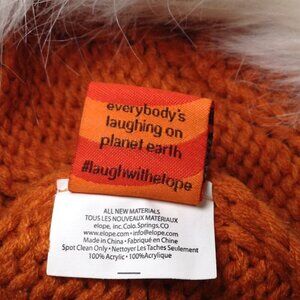 everybody's
laughing on
planet earth
#laughwithelope
ALL NEW MATERIALS
TOUS LES NOUVEAUX MATERIAUX
elope, inc. Colo.Springs,CO
www.elope.com • info@elope.com
Made in China • Fabriqué en Chine
Spot Clean Only • Nettoyer Les Taches Seulement
100% Acrylic • 100%Acrylique